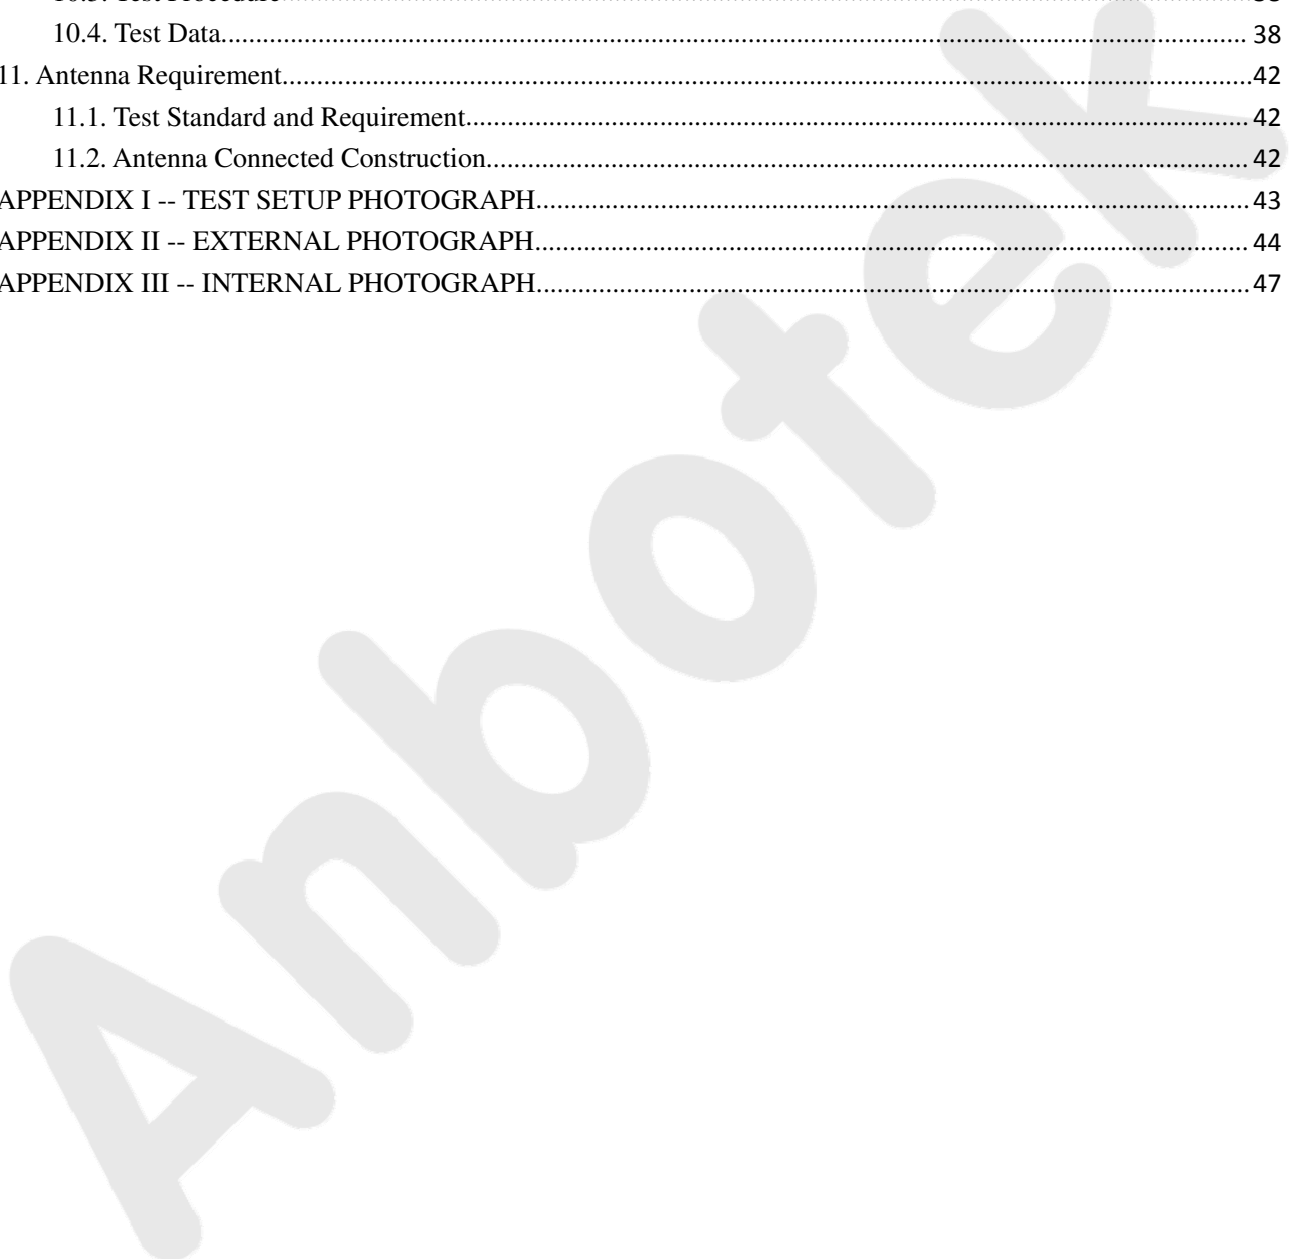 10.4. Test Data.......... 38
11. Antenna Requirement..........42
11.1. Test Standard and Requirement.......... 42
11.2. Antenna Connected Construction.......... 42
APPENDIX I -- TEST SETUP PHOTOGRAPH.......... 43
APPENDIX II -- EXTERNAL PHOTOGRAPH.......... 44
APPENDIX III -- INTERNAL PHOTOGRAPH.......... 47
Anbotek